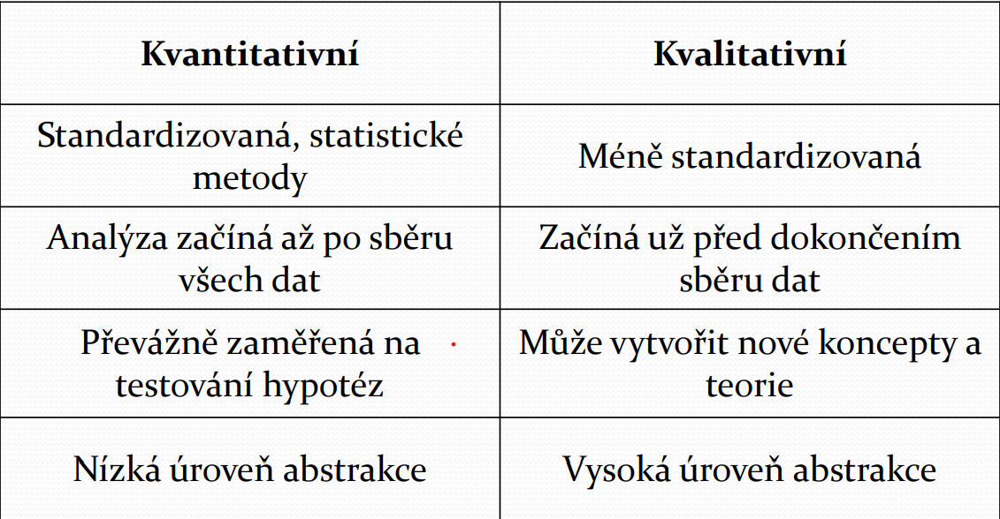 Kvantitativní
Kvalitativní
Standardizovaná, statistické
metody
Méně standardizovaná
Analýza začíná až po sběru
všech dat
Začíná už před dokončením
sběru dat
Převážně zaměřená na
testování hypotéz
Může vytvořit nové koncepty a
teorie
Nízká úroveň abstrakce
Vysoká úroveň abstrakce